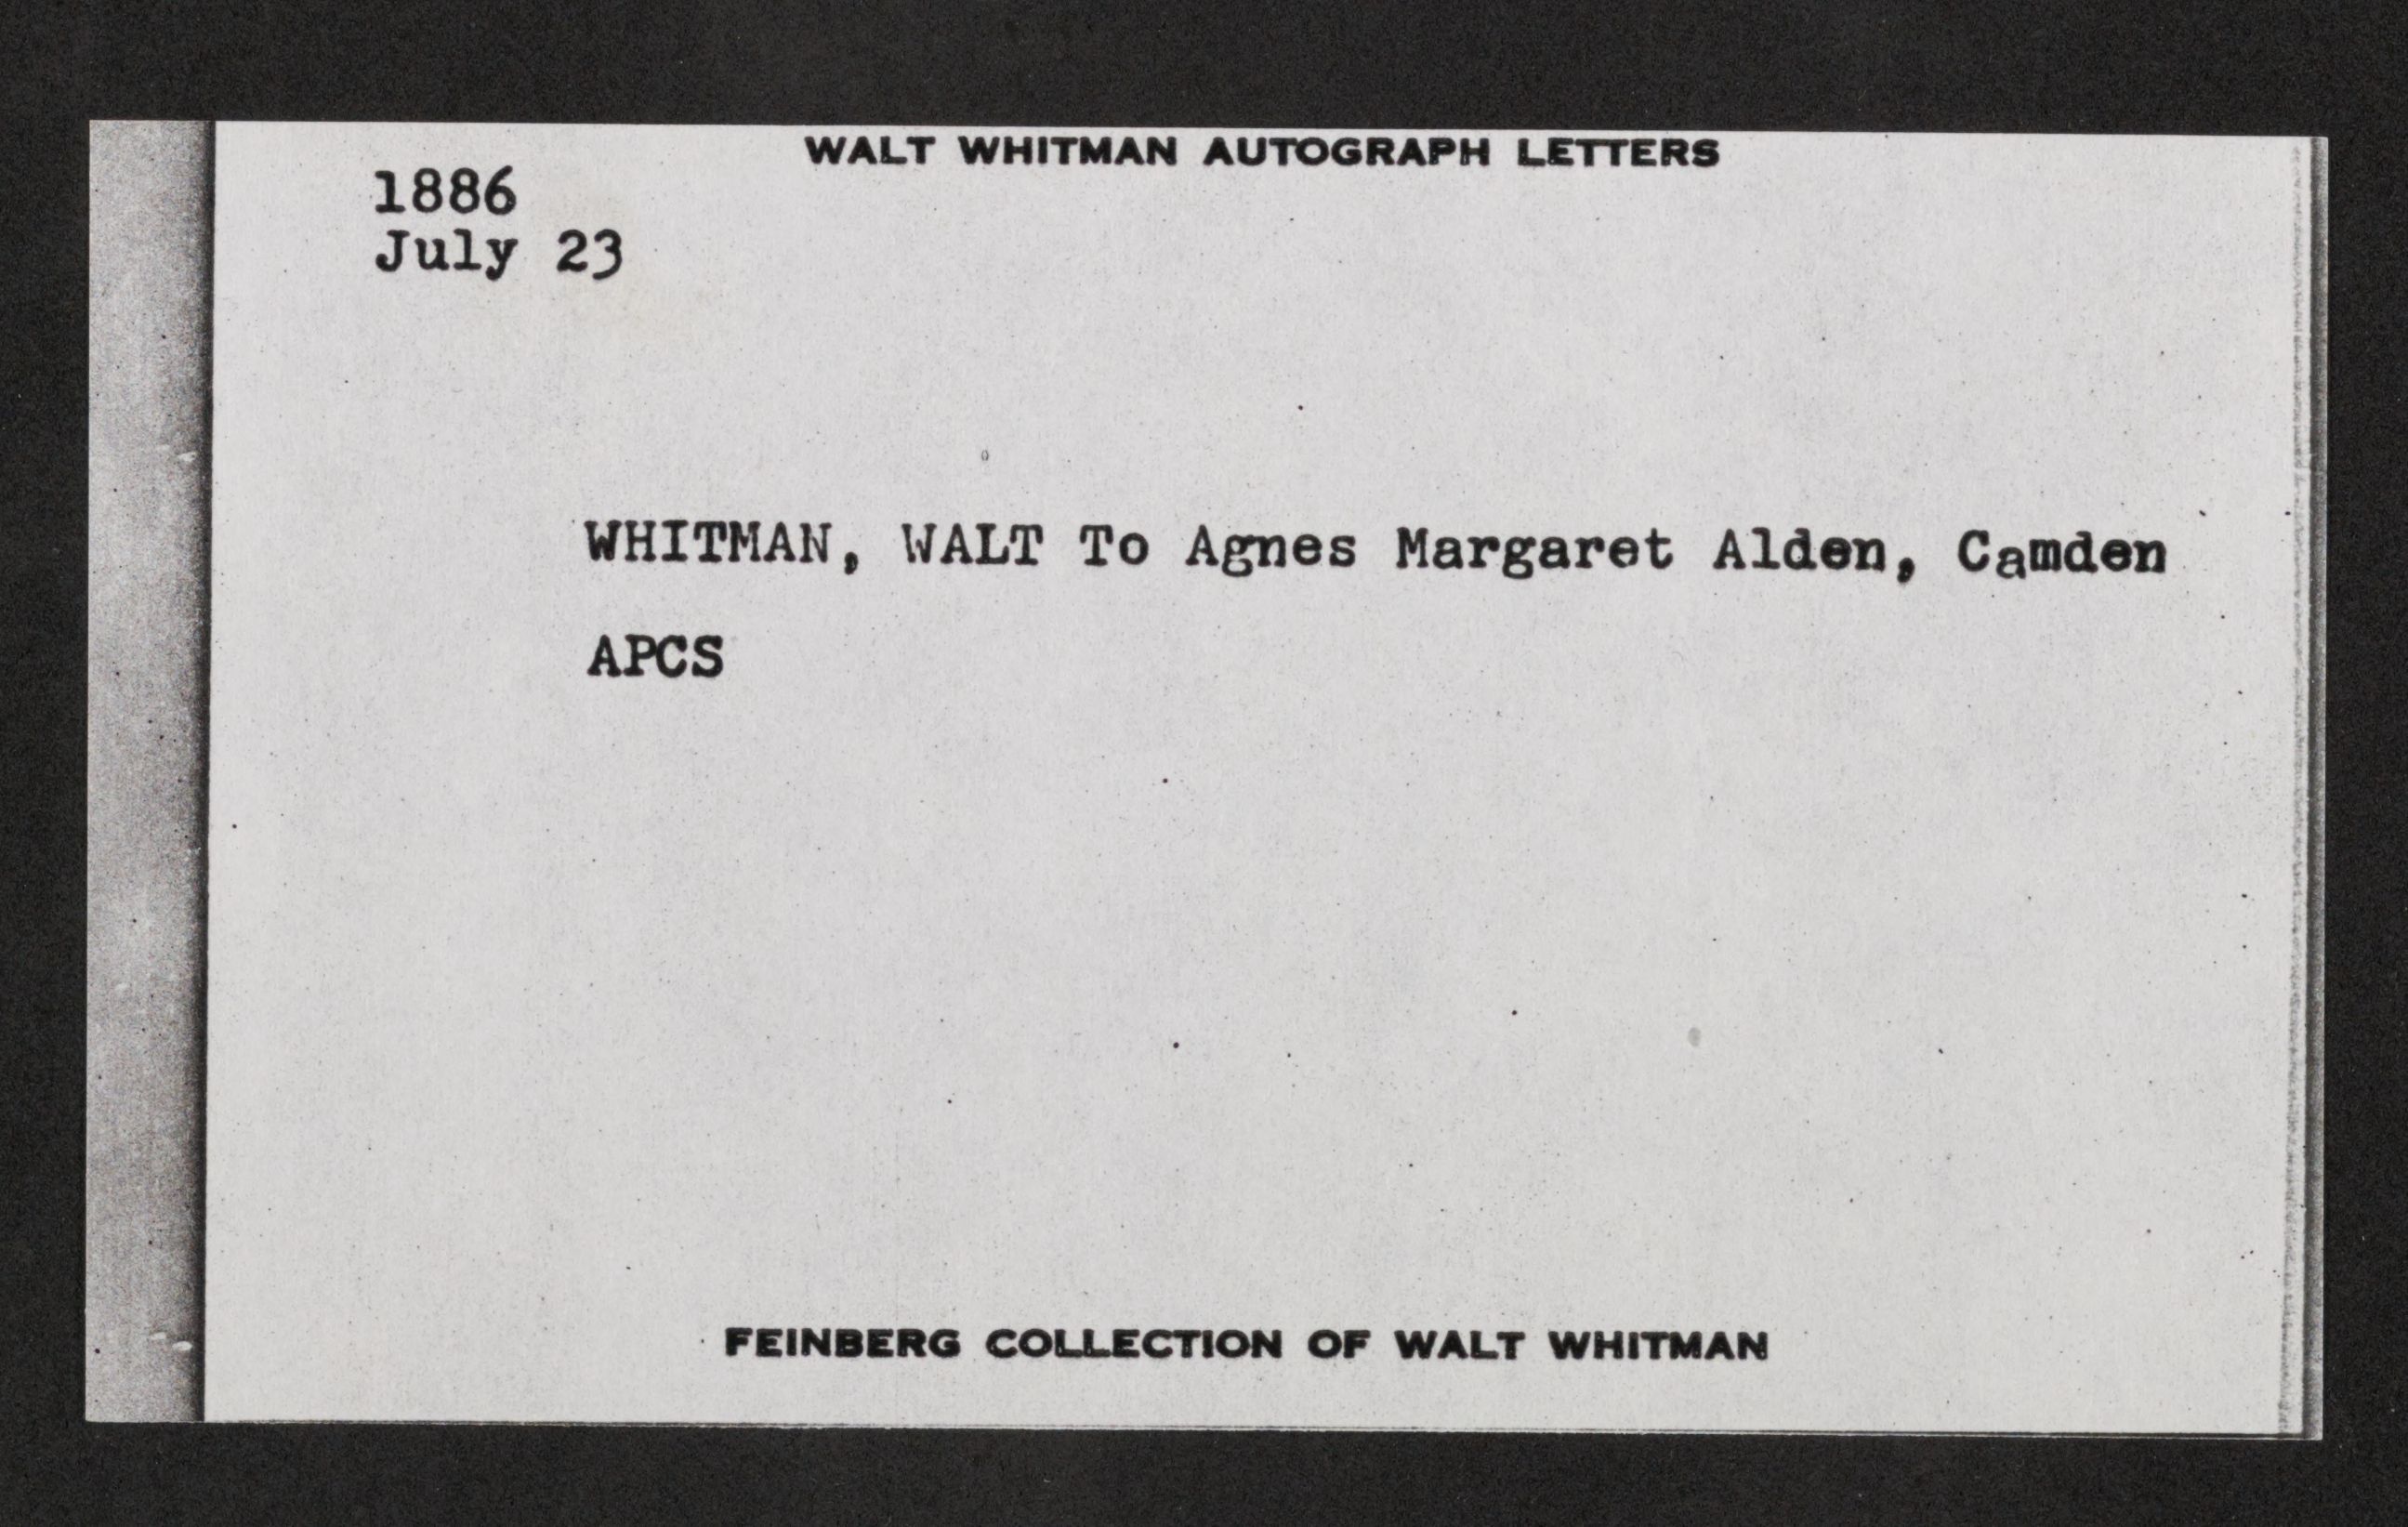 WALT WHITMAN AUTOGRAPH LETTERS
1886
July 23
WHITMAN, WALT To Agnes Margaret Alden, Camden
APCS
FEINBERG COLLECTION OF WALT WHITMAN